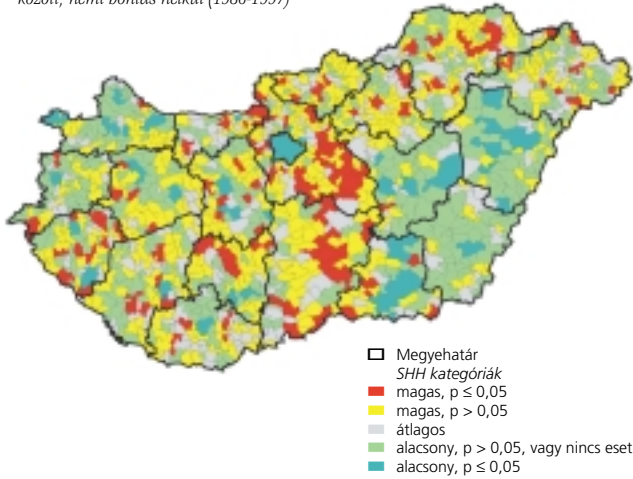 között, nemi bontás nélkül (1986-1997)
Megyehatár
SHH kategóriák
magas, p ≤ 0,05
magas, p > 0,05
átlagos
alacsony, p > 0,05, vagy nincs eset
alacsony, p ≤ 0,05